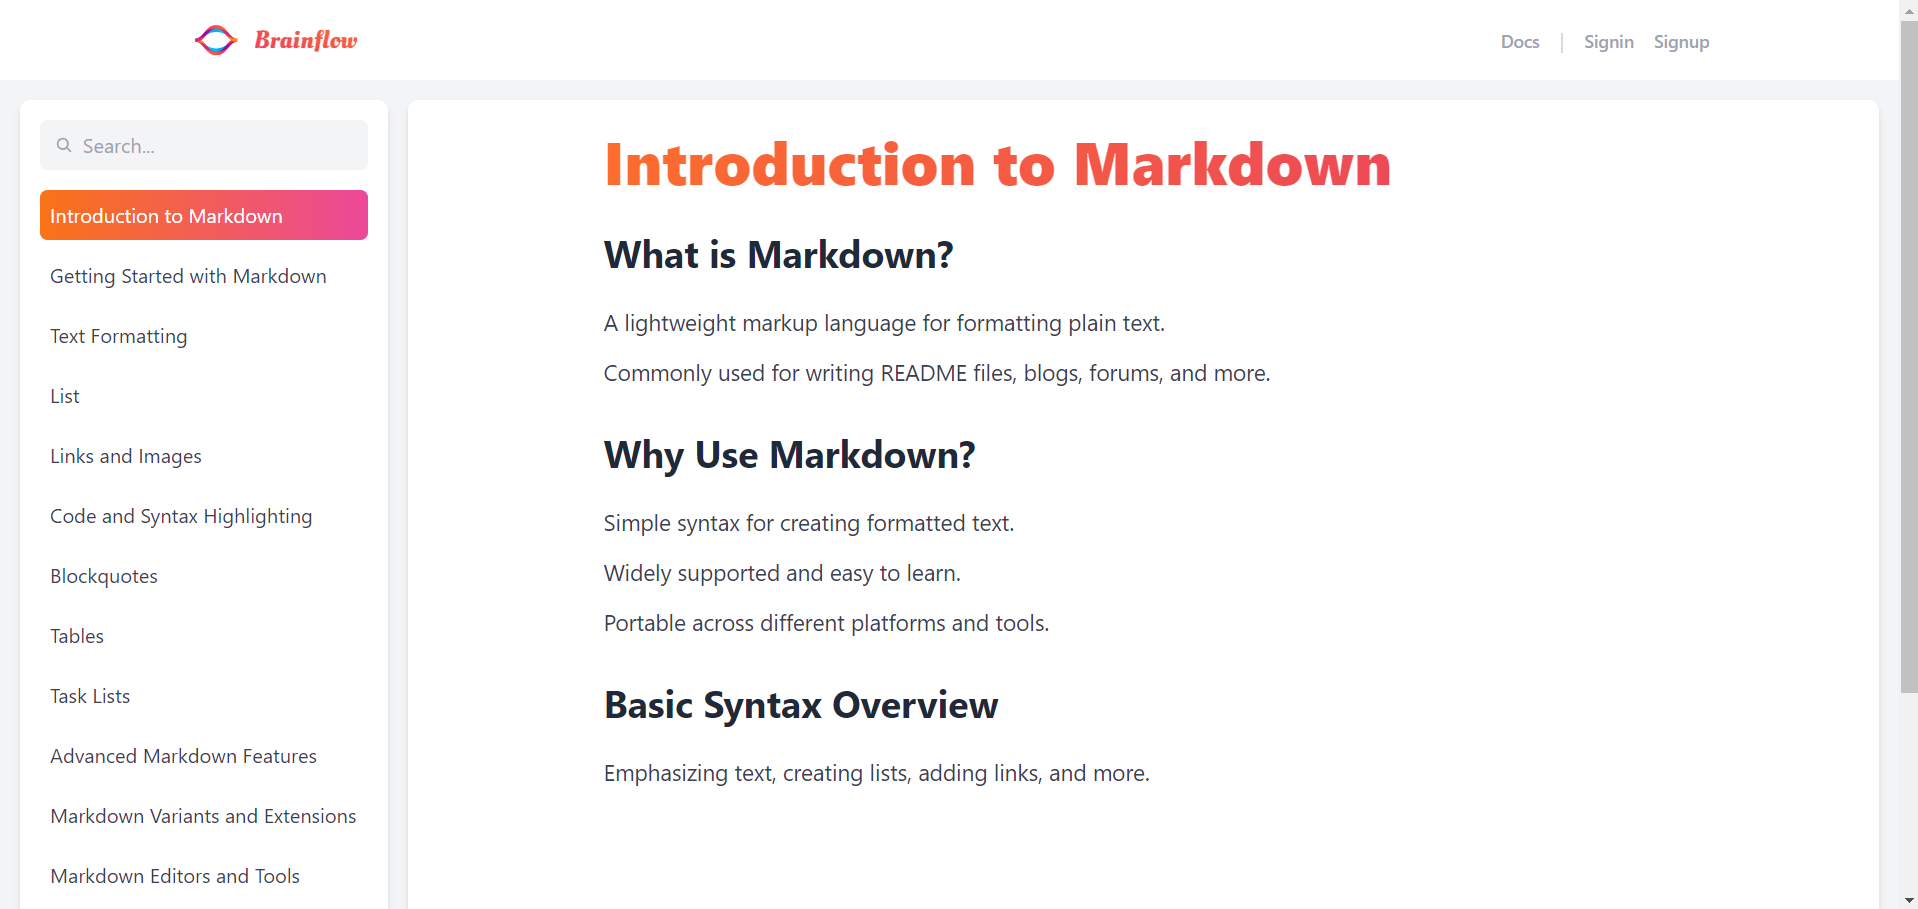 Brainflow
Docs | Signin Signup
Search...
Introduction to Markdown
Getting Started with Markdown
Text Formatting
List
Links and Images
Code and Syntax Highlighting
Blockquotes
Tables
Task Lists
Advanced Markdown Features
Markdown Variants and Extensions
Markdown Editors and Tools
Introduction to Markdown
What is Markdown?
A lightweight markup language for formatting plain text.
Commonly used for writing README files, blogs, forums, and more.
Why Use Markdown?
Simple syntax for creating formatted text.
Widely supported and easy to learn.
Portable across different platforms and tools.
Basic Syntax Overview
Emphasizing text, creating lists, adding links, and more.